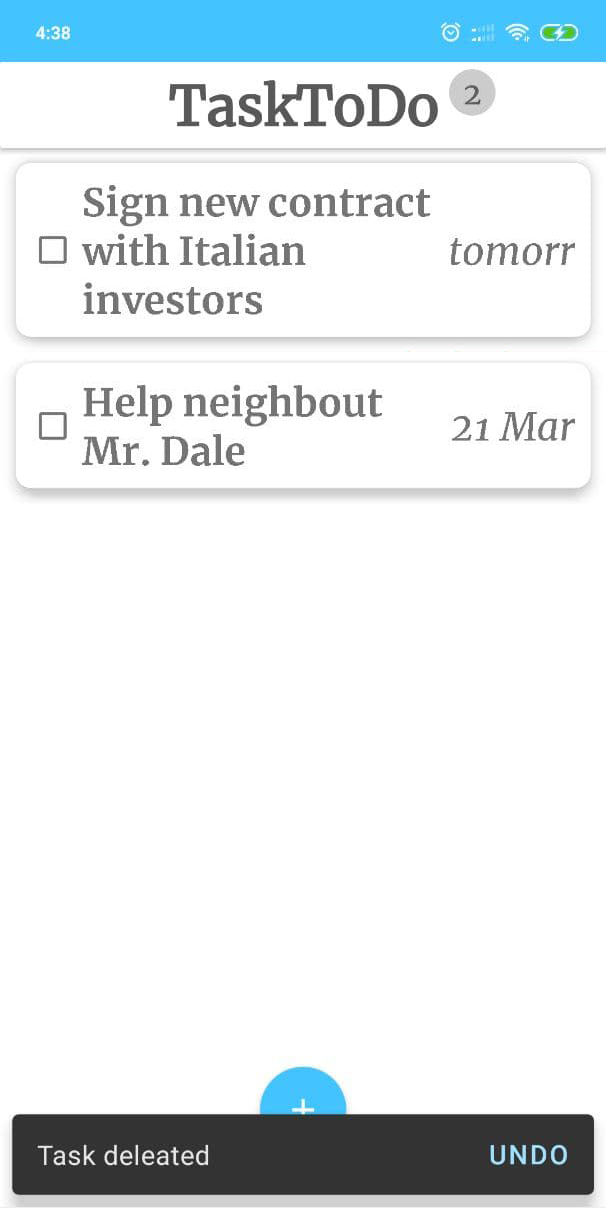 4:38
TaskToDo 2
Sign new contract
with Italian
investors
tomorr
Help neighbout
Mr. Dale
21 Mar
+
Task deleated UNDO